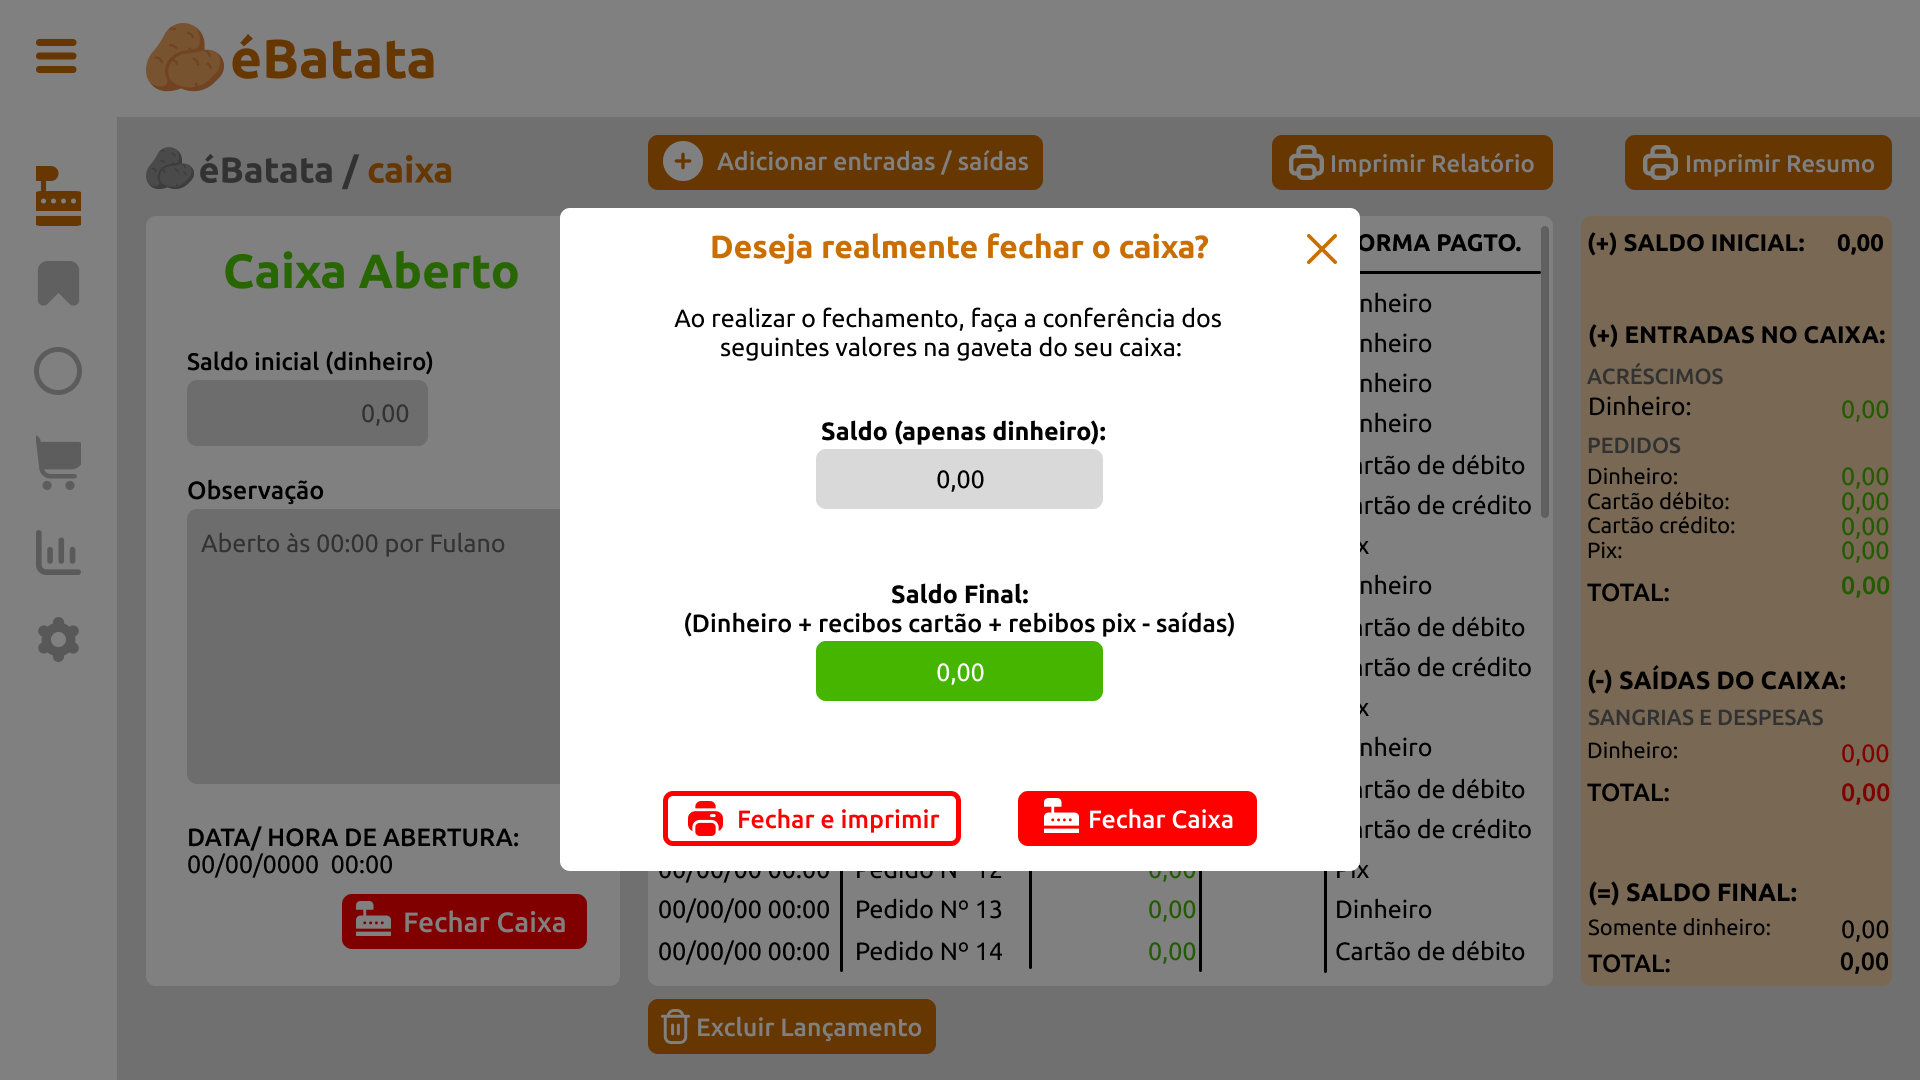 éBatata
éBatata / caixa
Adicionar entradas / saídas
Imprimir Relatório
Imprimir Resumo
Caixa Aberto
Saldo inicial (dinheiro)
0,00
Observação
Aberto às 00:00 por Fulano
DATA/ HORA DE ABERTURA:
00/00/0000 00:00
Fechar Caixa
Deseja realmente fechar o caixa?
Ao realizar o fechamento, faça a conferência dos
seguintes valores na gaveta do seu caixa:
Saldo (apenas dinheiro):
0,00
Saldo Final:
(Dinheiro + recibos cartão + rebibos pix - saídas)
0,00
Fechar e imprimir
Fechar Caixa
ORMA PAGTO.
nheiro
nheiro
nheiro
nheiro
artão de débito
artão de crédito
x
nheiro
artão de débito
artão de crédito
x
nheiro
artão de débito
artão de crédito
00/00/00 00:00 Pedido Nº 12 0,00 Pix
00/00/00 00:00 Pedido Nº 13 0,00 Dinheiro
00/00/00 00:00 Pedido Nº 14 0,00 Cartão de débito
Excluir Lançamento
(+) SALDO INICIAL: 0,00
(+) ENTRADAS NO CAIXA:
ACRÉSCIMOS
Dinheiro: 0,00
PEDIDOS
Dinheiro: 0,00
Cartão débito: 0,00
Cartão crédito: 0,00
Pix: 0,00
TOTAL: 0,00
(-) SAÍDAS DO CAIXA:
SANGRIAS E DESPESAS
Dinheiro: 0,00
TOTAL: 0,00
(=) SALDO FINAL:
Somente dinheiro: 0,00
TOTAL: 0,00